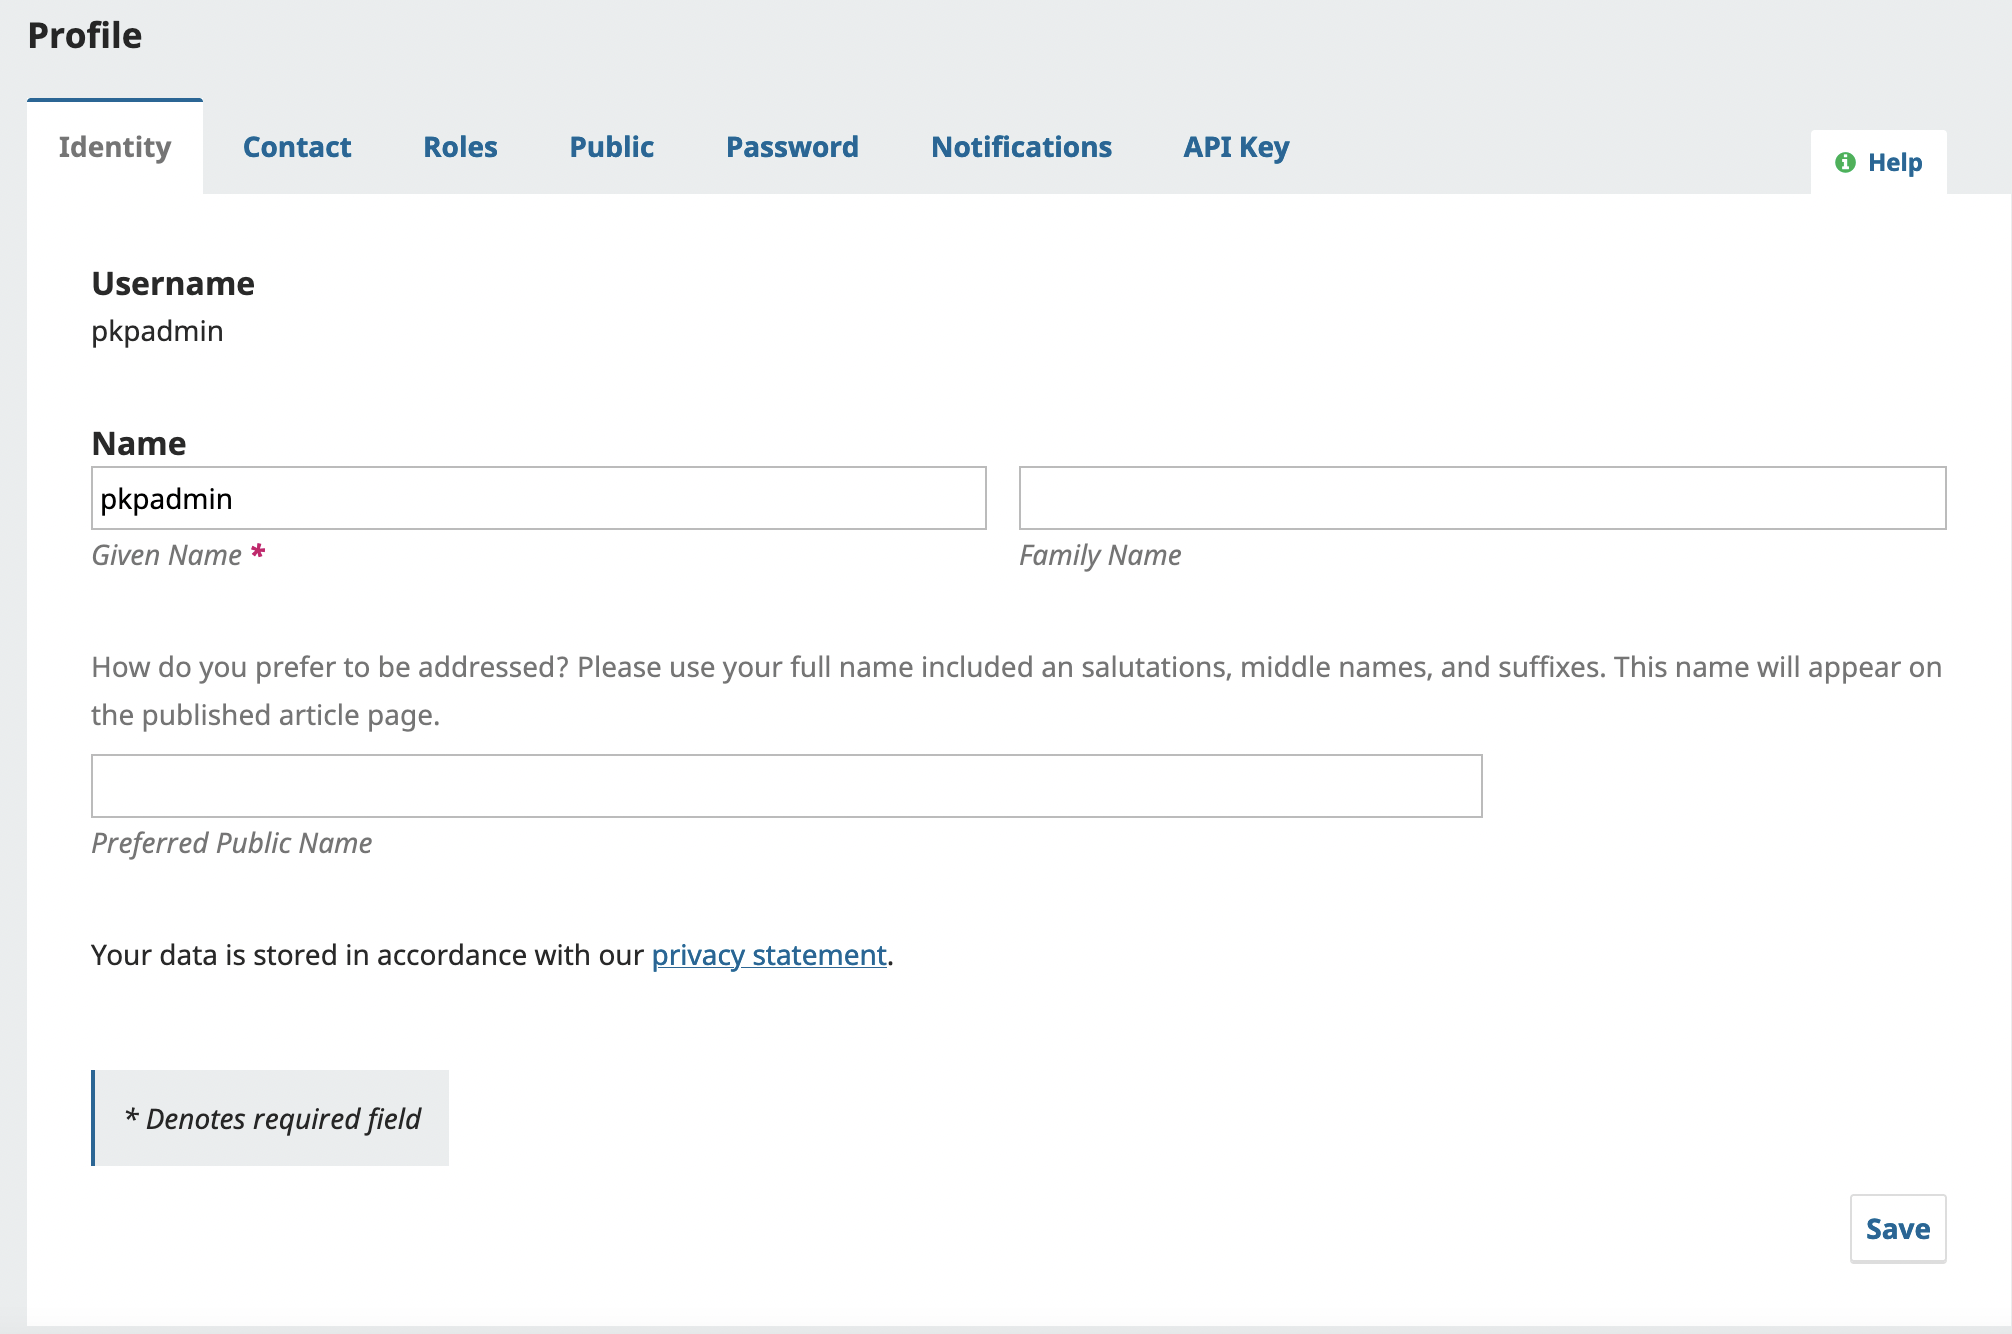 Profile
Identity
Contact
Roles
Public
Password
Notifications
API Key
Help
Username
pkpadmin
Name
pkpadmin
Given Name *
Family Name
How do you prefer to be addressed? Please use your full name included an salutations, middle names, and suffixes. This name will appear on
the published article page.
Preferred Public Name
Your data is stored in accordance with our privacy statement.
* Denotes required field
Save